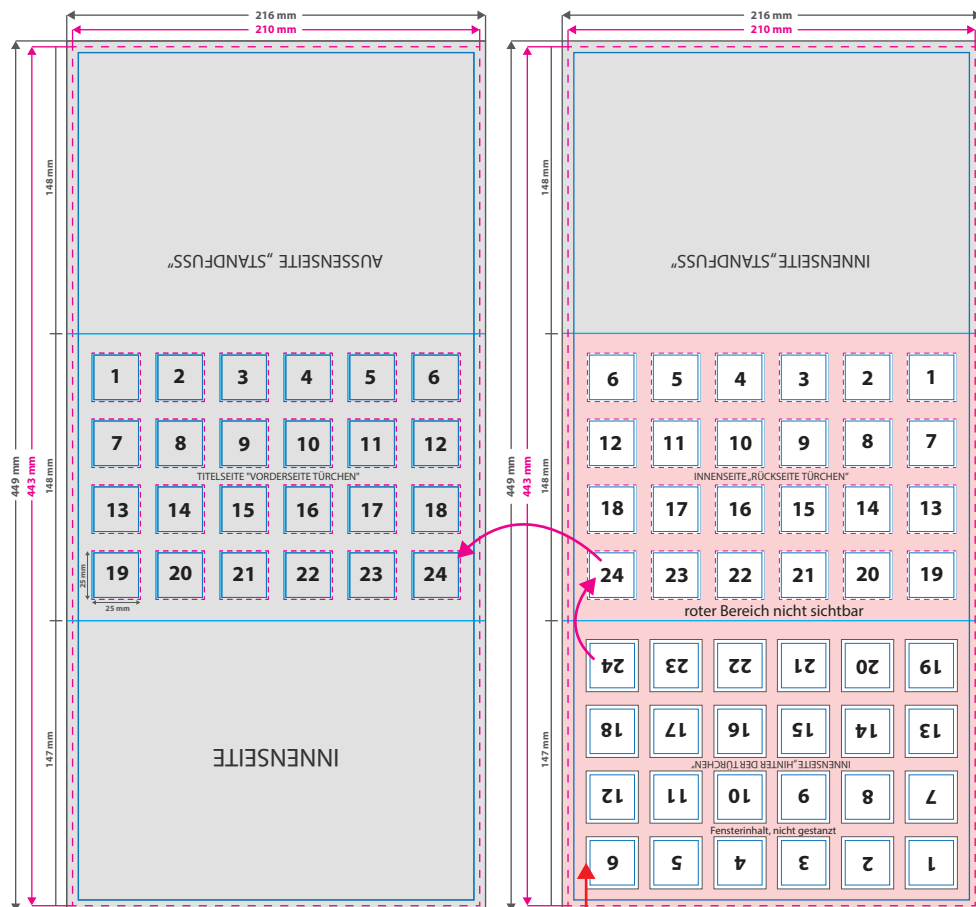 216 mm
210 mm
449 mm
443 mm
148 mm
AUSSENSEITE „STANDFUSS“
148 mm
1 2 3 4 5 6
7 8 9 10 11 12
TITELSEITE "VORDERSEITE TÜRCHEN"
13 14 15 16 17 18
19 20 21 22 23 24
25 mm
25 mm
147 mm
INNENSEITE
216 mm
210 mm
449 mm
443 mm
148 mm
INNENSEITE „STANDFUSS“
148 mm
6 5 4 3 2 1
12 11 10 9 8 7
INNENSEITE „RÜCKSEITE TÜRCHEN"
18 17 16 15 14 13
24 23 22 21 20 19
roter Bereich nicht sichtbar
147 mm
24 23 22 21 20 19
18 17 16 15 14 13
INNENSEITE „HINTER DER TÜRCHEN"
12 11 10 9 8 7
Fensterinhalt, nicht gestanzt
6 5 4 3 2 1